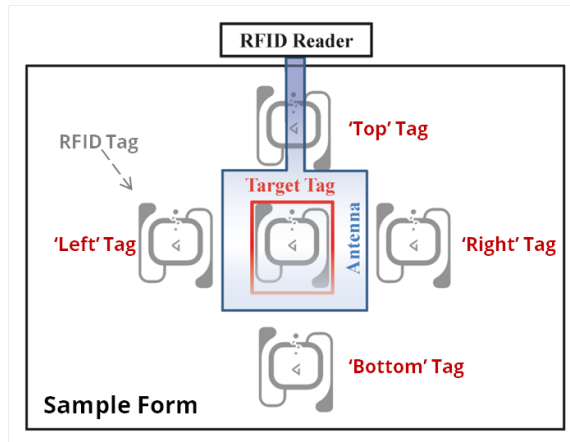 RFID Reader
‘Top’ Tag
RFID Tag
Target Tag
Antenna
‘Left’ Tag
‘Right’ Tag
‘Bottom’ Tag
Sample Form